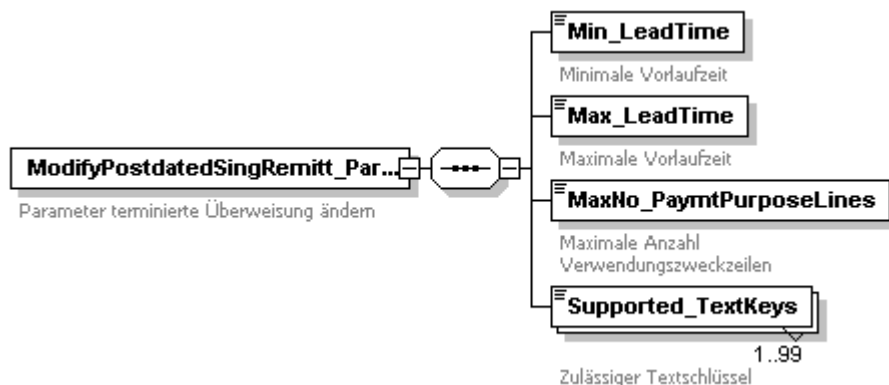 Min_LeadTime
Minimale Vorlaufzeit
Max_LeadTime
Maximale Vorlaufzeit
ModifyPostdatedSingRemitt_Par...
Parameter terminierte Überweisung ändern
MaxNo_PaymtPurposeLines
Maximale Anzahl
Verwendungszweckzeilen
Supported_TextKeys
1..99
Zulässiger Textschlüssel